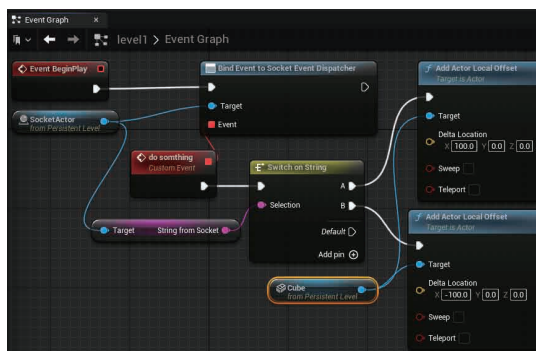 Event Graph
level1 > Event Graph
Event BeginPlay
Bind Event to Socket Event Dispatcher
Target
Event
SocketActor
from Persistent Level
do somthing
Custom Event
Switch on String
Selection
A
B
Default
Add pin
Target
String from Socket
Cube
from Persistent Level
Add Actor Local Offset
Target is Actor
Target
Delta Location
X 100.0 Y 0.0 Z 0.0
Sweep
Teleport
Add Actor Local Offset
Target is Actor
Target
Delta Location
X -100.0 Y 0.0 Z 0.0
Sweep
Teleport